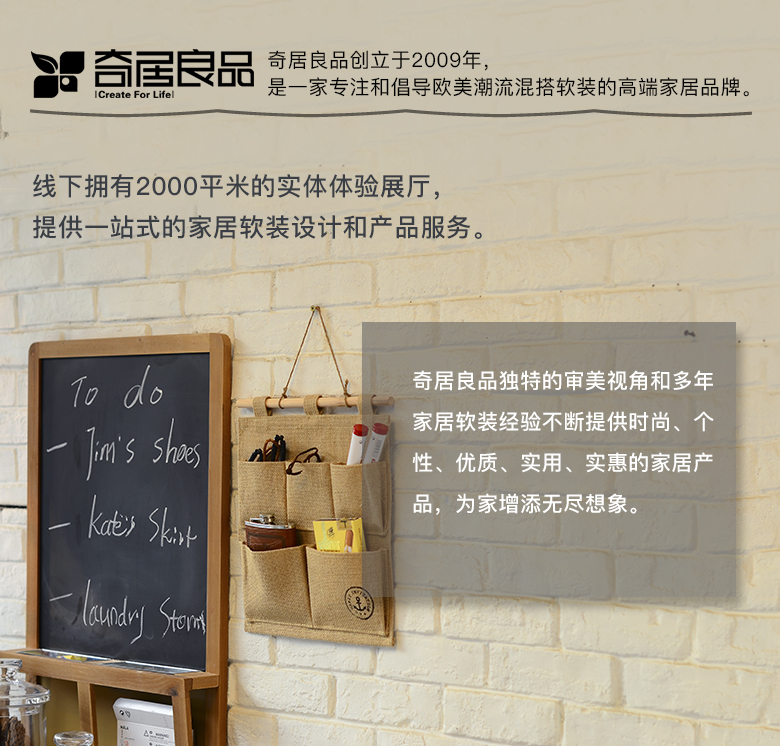 奇居良品
|Create For Life|
奇居良品创立于2009年，
是一家专注和倡导欧美潮流混搭软装的高端家居品牌。
线下拥有2000平米的实体体验展厅，
提供一站式的家居软装设计和产品服务。
奇居良品独特的审美视角和多年
家居软装经验不断提供时尚、个
性、优质、实用、实惠的家居产
品，为家增添无尽想象。
To do
— Jim's shoes
— Kate's Skirt
— laundry Storm